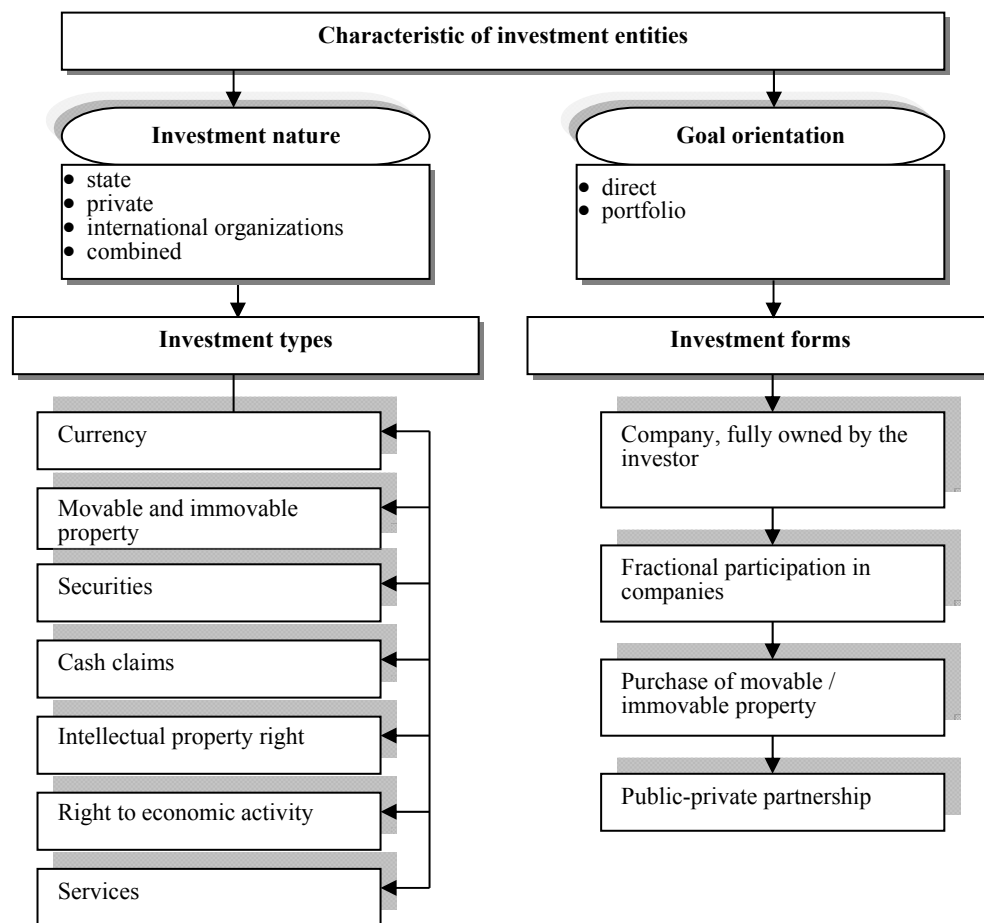 Characteristic of investment entities
Investment nature
• state
• private
• international organizations
• combined
Goal orientation
• direct
• portfolio
Investment types
Investment forms
Currency
Movable and immovable
property
Securities
Cash claims
Intellectual property right
Right to economic activity
Services
Company, fully owned by the
investor
Fractional participation in
companies
Purchase of movable /
immovable property
Public-private partnership